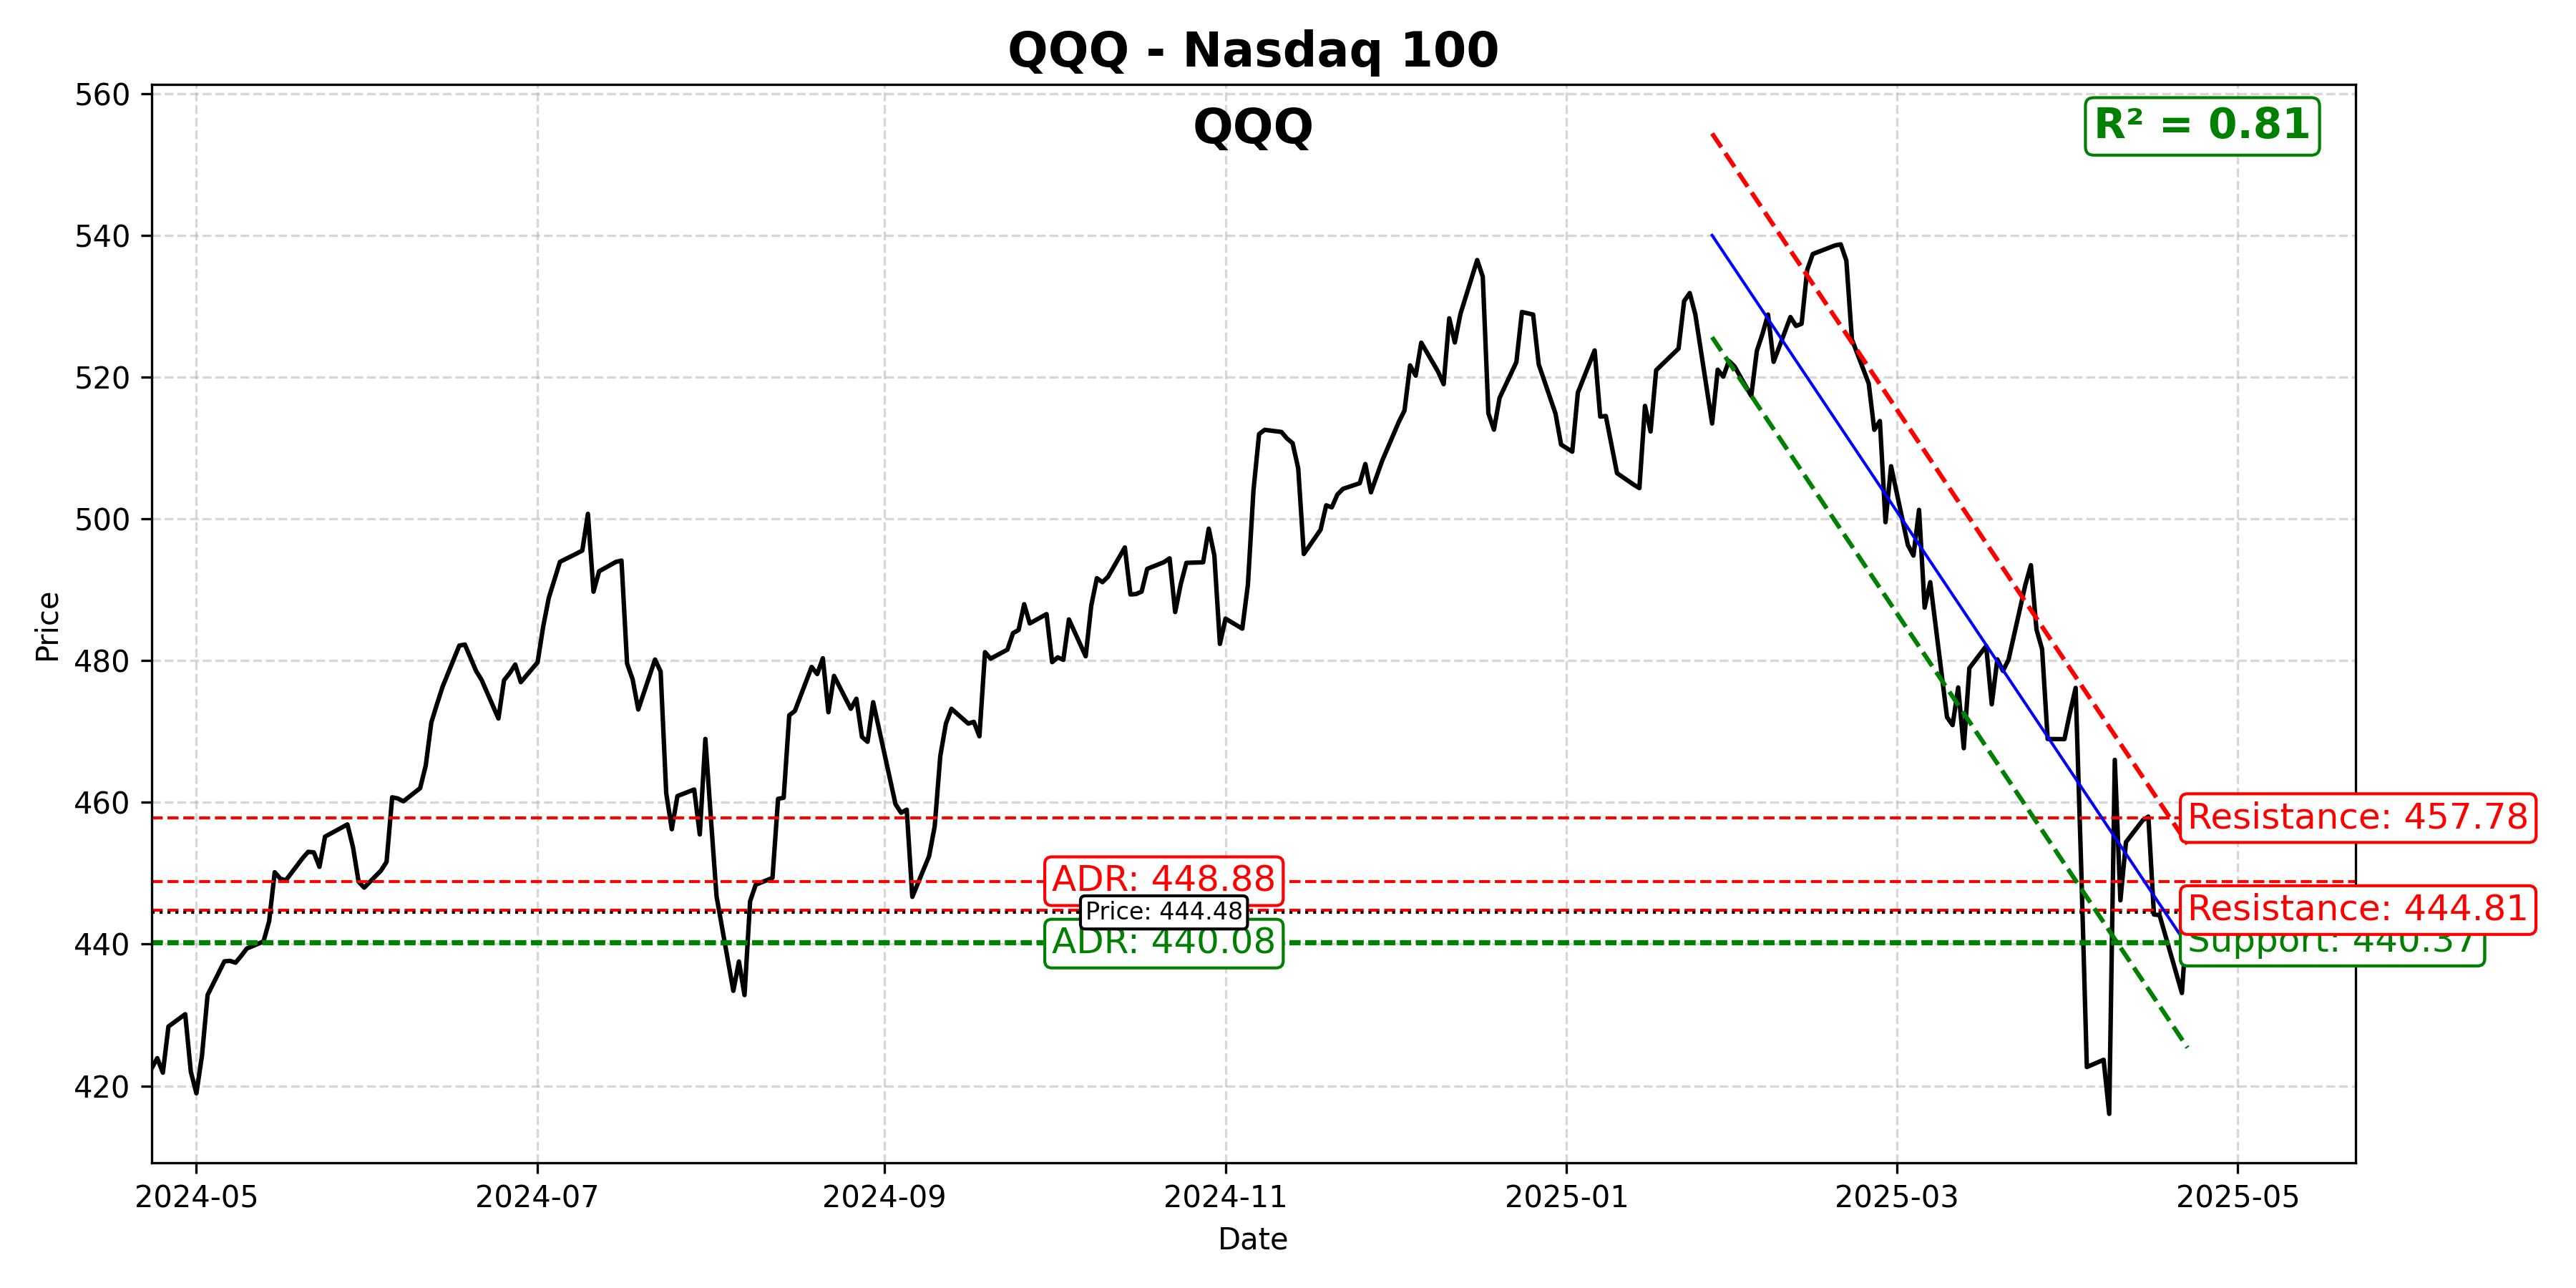 QQQ - Nasdaq 100
QQQ
R² = 0.81
Price
560
540
520
500
480
460
440
420
Resistance: 457.78
ADR: 448.88
Resistance: 444.81
Price: 444.48
Support: 440.37
ADR: 440.08
2024-05
2024-07
2024-09
2024-11
2025-01
2025-03
2025-05
Date